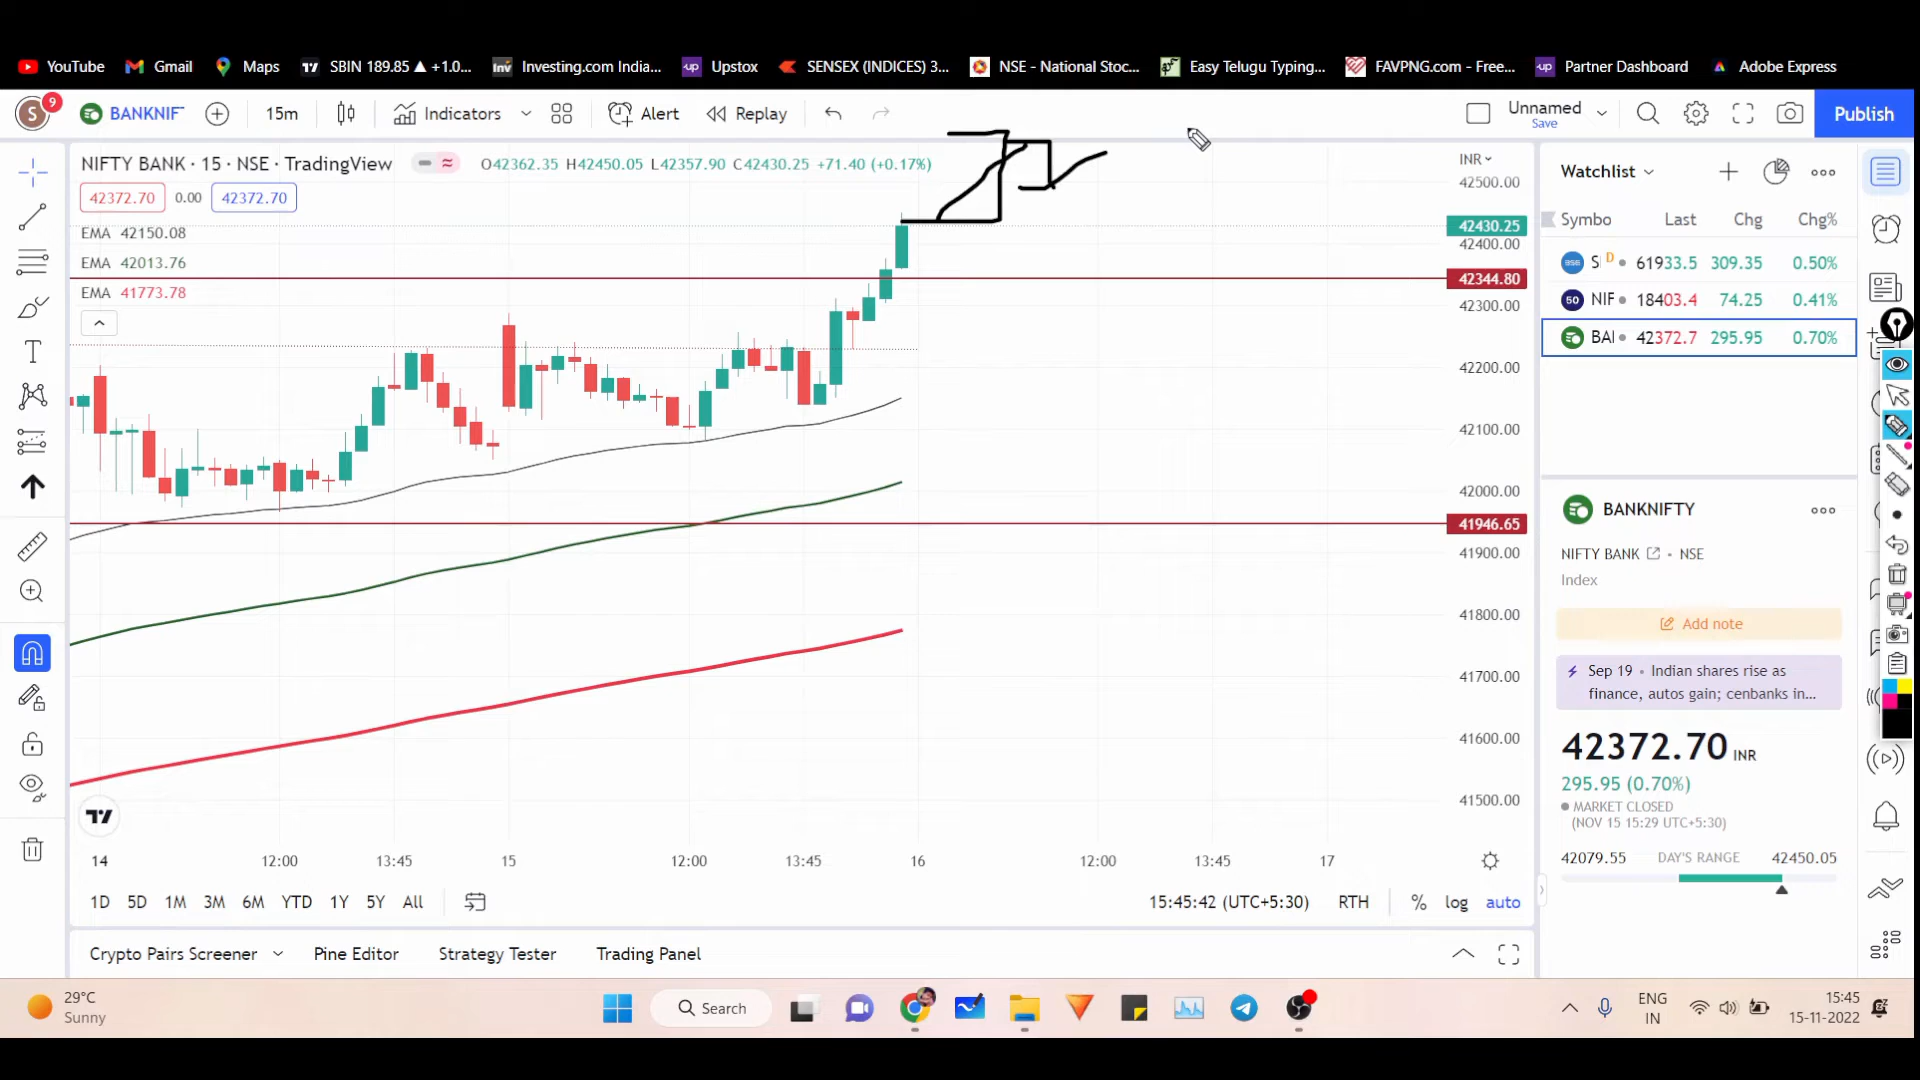 YouTube Gmail Maps SBIN 189.85 ▲ +1.0... Investing.com India... Upstox SENSEX (INDICES) 3... NSE - National Stoc... Easy Telugu Typing... FAVPNG.com - Free... Partner Dashboard Adobe Express
S 9 BANKNIF 15m Indicators Alert Replay Unnamed Save Publish
NIFTY BANK · 15 · NSE · TradingView O42362.35 H42450.05 L42357.90 C42430.25 +71.40 (+0.17%) INR
42372.70 0.00 42372.70
EMA 42150.08
EMA 42013.76
EMA 41773.78
42500.00
42430.25
42400.00
42344.80
42300.00
42200.00
42100.00
42000.00
41946.65
41900.00
41800.00
41700.00
41600.00
41500.00
14 12:00 13:45 15 12:00 13:45 16 12:00 13:45 17
1D 5D 1M 3M 6M YTD 1Y 5Y All 15:45:42 (UTC+5:30) RTH % log auto
Crypto Pairs Screener Pine Editor Strategy Tester Trading Panel
Watchlist
Symbo Last Chg Chg%
S D 61933.5 309.35 0.50%
50 NIF 18403.4 74.25 0.41%
BAI 42372.7 295.95 0.70%
BANKNIFTY
NIFTY BANK · NSE
Index
Add note
Sep 19 · Indian shares rise as
finance, autos gain; cenbanks in...
42372.70 INR
295.95 (0.70%)
MARKET CLOSED
(NOV 15 15:29 UTC+5:30)
42079.55 DAY'S RANGE 42450.05
29°C
Sunny
Search
ENG
IN
15:45
15-11-2022